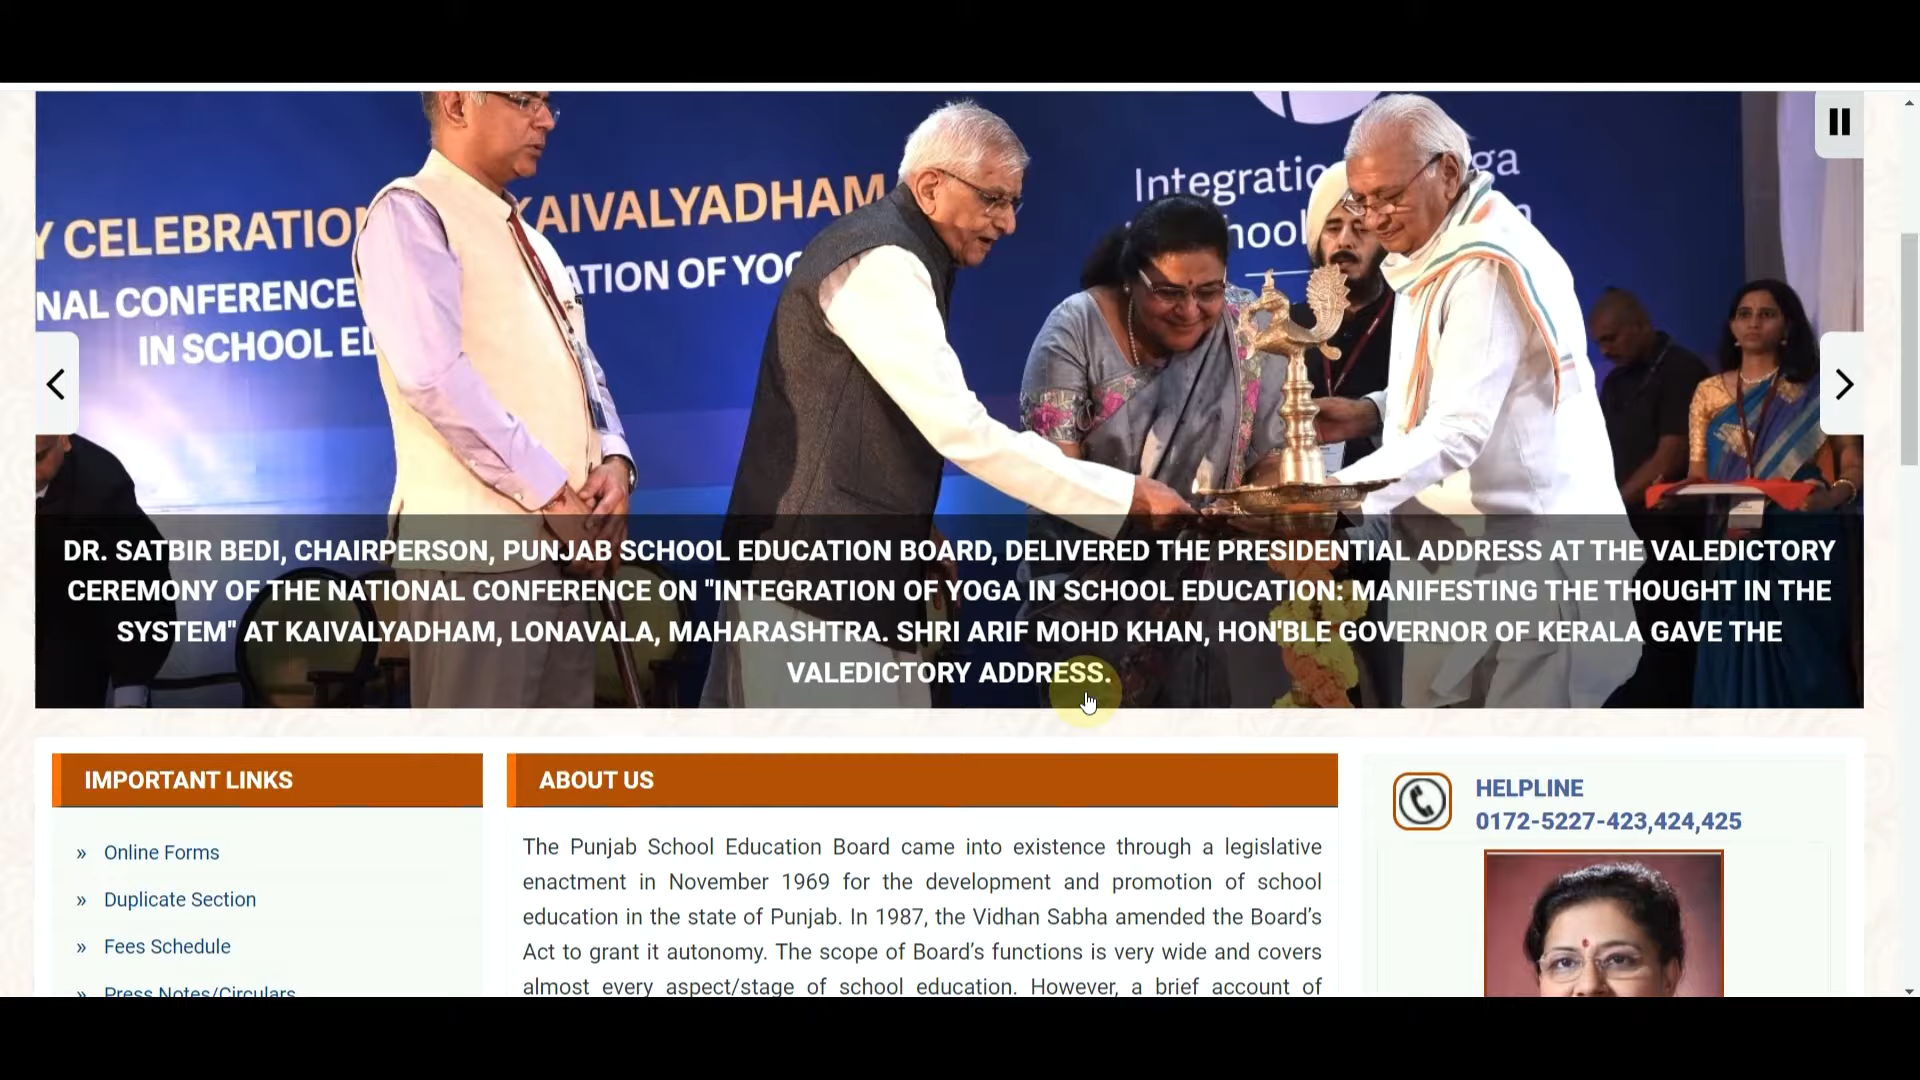 Y CELEBRATION
KAIVALYADHAM
NAL CONFERENCE
ATION OF YOG
IN SCHOOL ED
Integratio
ga
hool
DR. SATBIR BEDI, CHAIRPERSON, PUNJAB SCHOOL EDUCATION BOARD, DELIVERED THE PRESIDENTIAL ADDRESS AT THE VALEDICTORY
CEREMONY OF THE NATIONAL CONFERENCE ON "INTEGRATION OF YOGA IN SCHOOL EDUCATION: MANIFESTING THE THOUGHT IN THE
SYSTEM" AT KAIVALYADHAM, LONAVALA, MAHARASHTRA. SHRI ARIF MOHD KHAN, HON'BLE GOVERNOR OF KERALA GAVE THE
VALEDICTORY ADDRESS.
IMPORTANT LINKS
» Online Forms
» Duplicate Section
» Fees Schedule
» Press Notes/Circulars
ABOUT US
The Punjab School Education Board came into existence through a legislative
enactment in November 1969 for the development and promotion of school
education in the state of Punjab. In 1987, the Vidhan Sabha amended the Board's
Act to grant it autonomy. The scope of Board's functions is very wide and covers
almost every aspect/stage of school education. However, a brief account of
HELPLINE
0172-5227-423,424,425